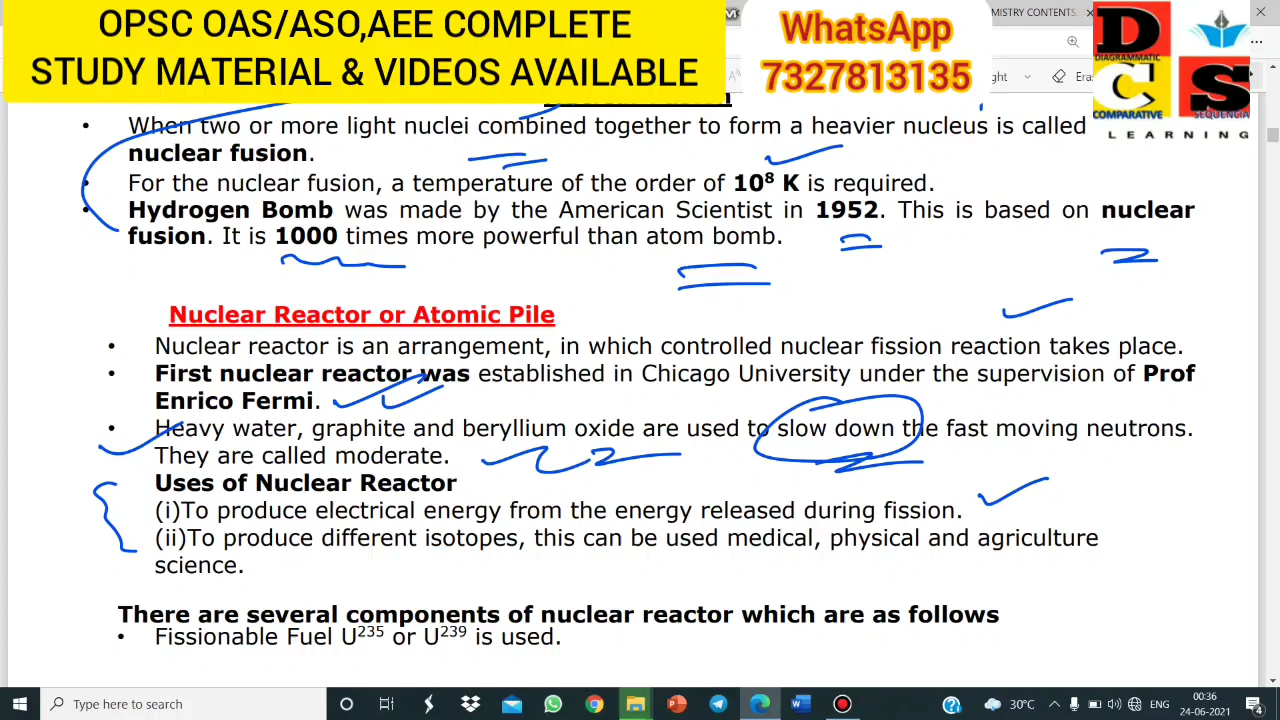 OPSC OAS/ASO,AEE COMPLETE
STUDY MATERIAL & VIDEOS AVAILABLE
WhatsApp
7327813135
MISTRY CONTENTS
D
DIAGRAMMATIC
C
S
COMPARATIVE
SEQUENCIA
LEARNING
• When two or more light nuclei combined together to form a heavier nucleus is called
nuclear fusion.
• For the nuclear fusion, a temperature of the order of 10⁸ K is required.
• Hydrogen Bomb was made by the American Scientist in 1952. This is based on nuclear
fusion. It is 1000 times more powerful than atom bomb.
Nuclear Reactor or Atomic Pile
• Nuclear reactor is an arrangement, in which controlled nuclear fission reaction takes place.
• First nuclear reactor was established in Chicago University under the supervision of Prof
Enrico Fermi.
• Heavy water, graphite and beryllium oxide are used to slow down the fast moving neutrons.
They are called moderate.
Uses of Nuclear Reactor
(i)To produce electrical energy from the energy released during fission.
(ii)To produce different isotopes, this can be used medical, physical and agriculture
science.
There are several components of nuclear reactor which are as follows
• Fissionable Fuel U²³⁵ or U²³⁹ is used.
Type here to search
30°C
ENG
00:36
24-06-2021
4